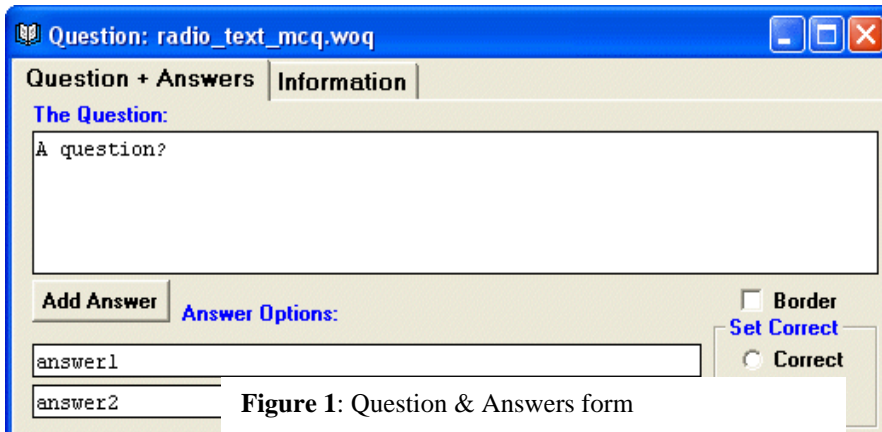 Question: radio_text_mcq.woq
Question + Answers Information
The Question:
A question?
Add Answer Answer Options:
Border
Set Correct
answer1
Correct
answer2
Figure 1: Question & Answers form